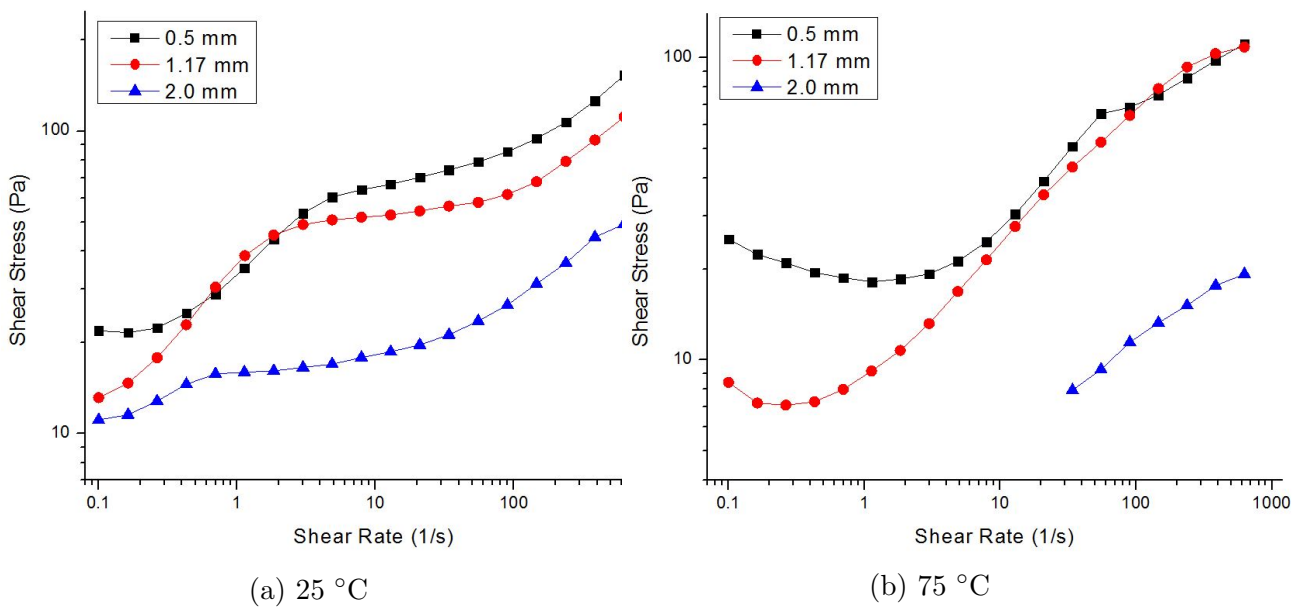 0.5 mm
1.17 mm
2.0 mm
100
10
Shear Stress (Pa)
0.1 1 10 100
Shear Rate (1/s)
(a) 25 °C
0.5 mm
1.17 mm
2.0 mm
100
10
Shear Stress (Pa)
0.1 1 10 100 1000
Shear Rate (1/s)
(b) 75 °C